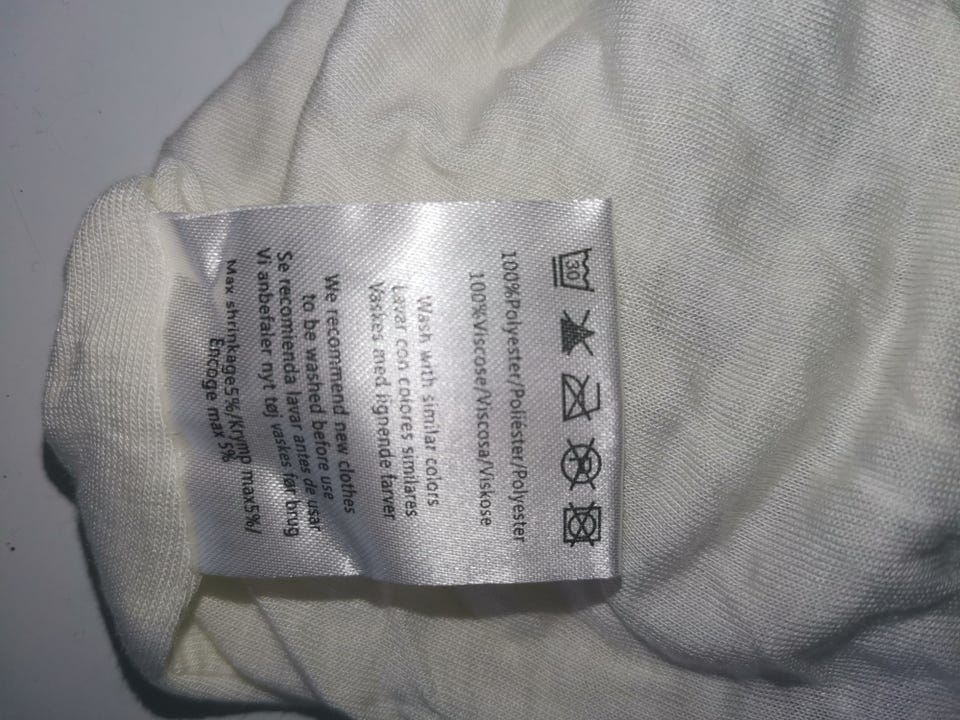 30
100%Polyester/Poliéster/Polyester
100%Viscose/Viscosa/Viskose
Wash with similar colors
Lavar con colores similares
Vaskes med lignende farver
We recommend new clothes
to be washed before use
Se recomienda lavar antes de usar
Vi anbefaler nyt tøj vaskes før brug
Max shrinkage5%/Krymp max5%/
Encoge max 5%